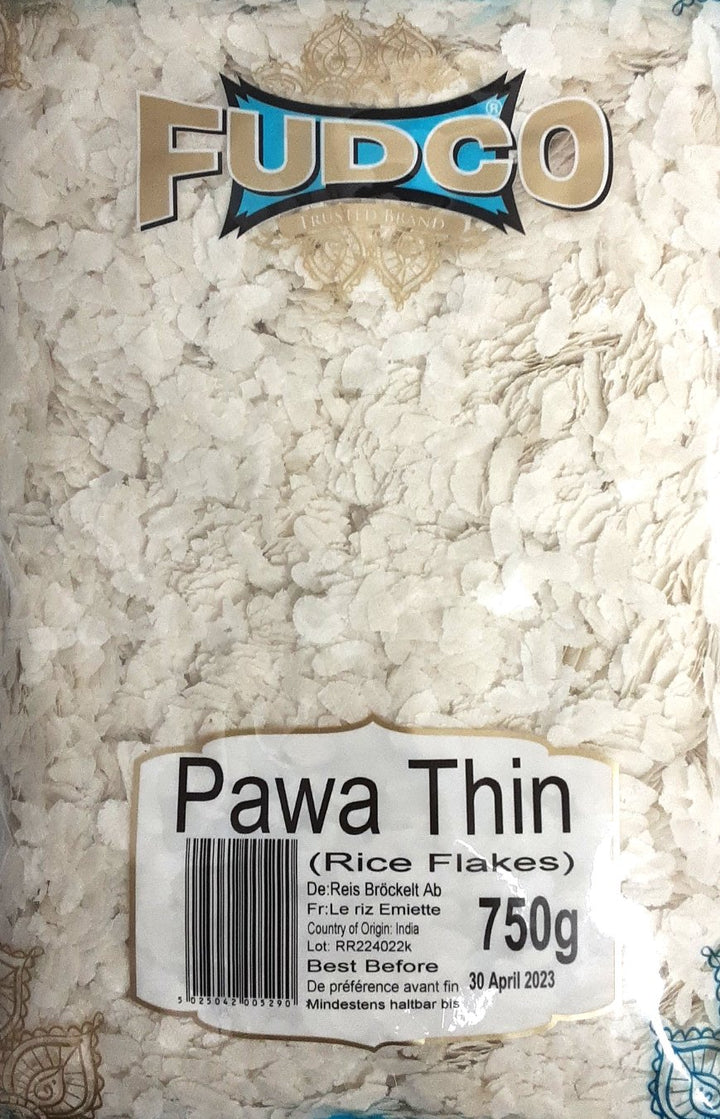 FUDCO®
TRUSTED BRAND
Pawa Thin
(Rice Flakes)
De:Reis Bröckelt Ab
Fr:Le riz Emiette
Country of Origin: India
Lot: RR224022k
750g
Best Before
De préférence avant fin 30 April 2023
Mindestens haltbar bis
5 025042 005290